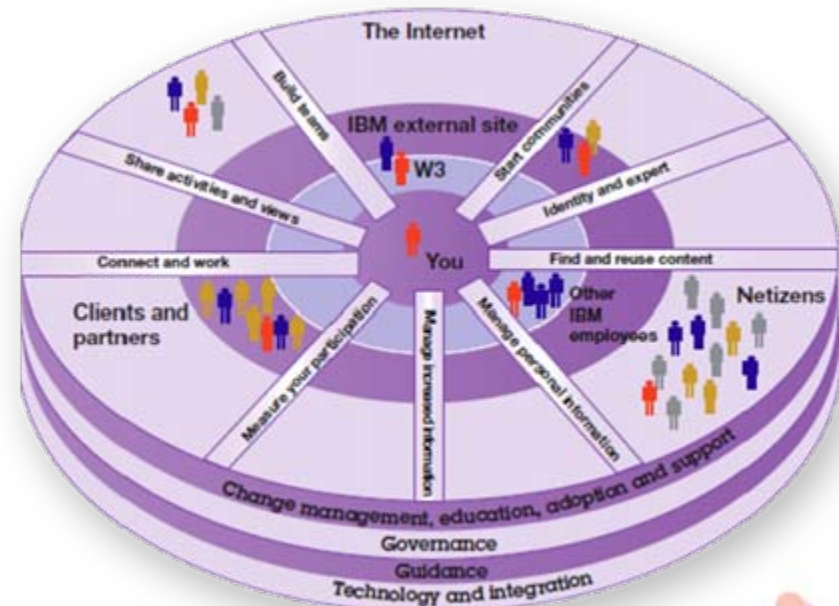 The Internet
Build teams
IBM external site
Start communities
W3
Share activities and views
Identity and expert
You
Connect and work
Find and reuse content
Clients and
partners
Other
IBM
employees
Netizens
Measure your participation
Manage increased information
Manage personal information
Change management, education, adoption and support
Governance
Guidance
Technology and integration